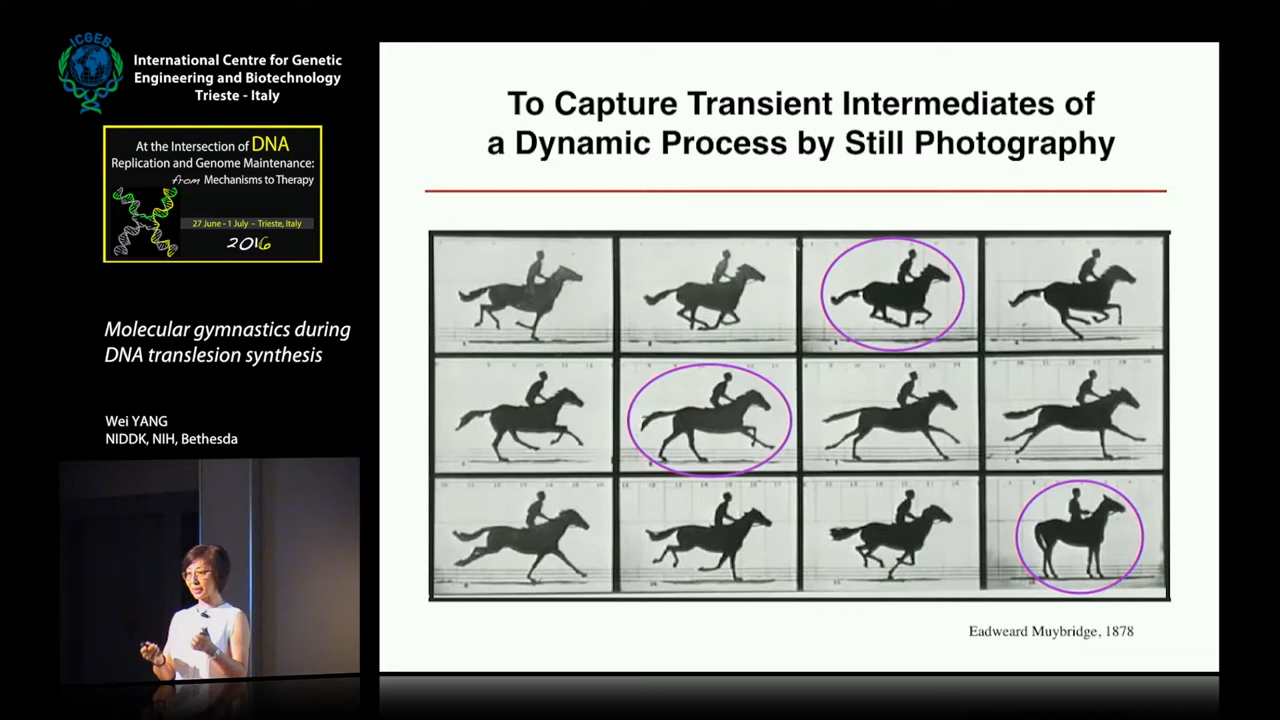 ICGEB
International Centre for Genetic
Engineering and Biotechnology
Trieste - Italy
At the Intersection of DNA
Replication and Genome Maintenance:
from Mechanisms to Therapy
27 June - 1 July - Trieste, Italy
2016
Molecular gymnastics during
DNA translesion synthesis
Wei YANG
NIDDK, NIH, Bethesda
To Capture Transient Intermediates of
a Dynamic Process by Still Photography
Eadweard Muybridge, 1878